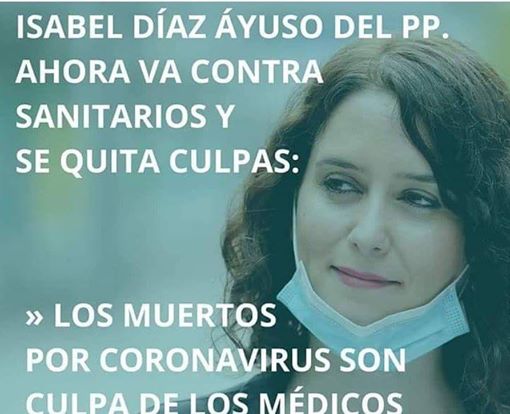 ISABEL DÍAZ ÁYUSO DEL PP.
AHORA VA CONTRA
SANITARIOS Y
SE QUITA CULPAS:
» LOS MUERTOS
POR CORONAVIRUS SON
CULPA DE LOS MÉDICOS